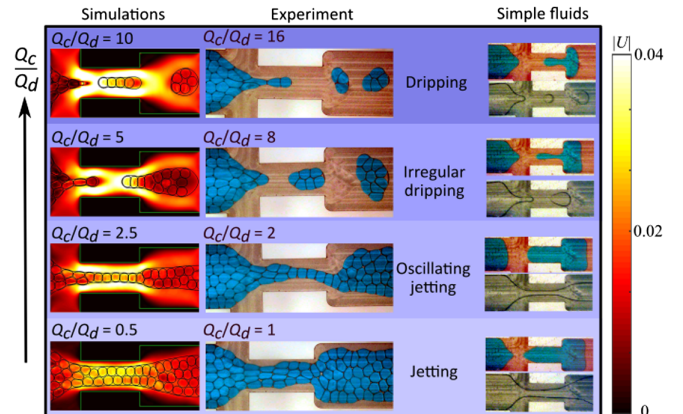 Simulations Experiment Simple fluids
Qc/Qd = 10 Qc/Qd = 16 |U|
Qc
Qd
0.04
Dripping
Qc/Qd = 5 Qc/Qd = 8
Irregular
dripping
0.02
Qc/Qd = 2.5 Qc/Qd = 2
Oscillating
jetting
Qc/Qd = 0.5 Qc/Qd = 1
Jetting
0